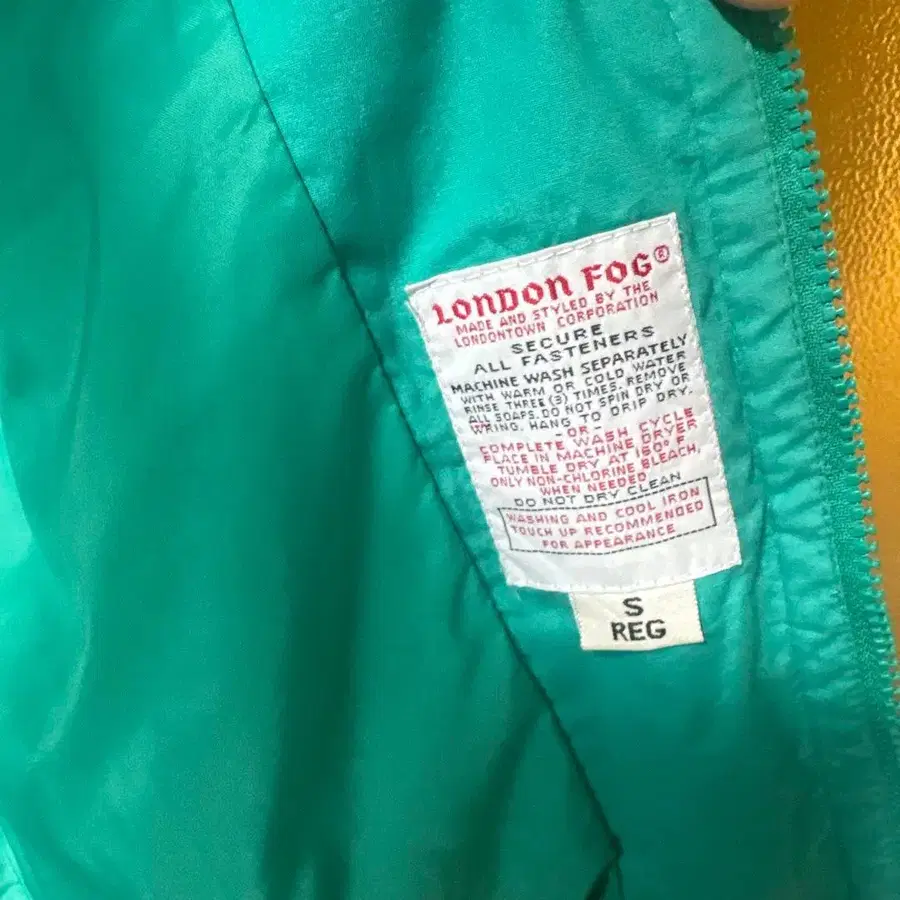 LONDON FOG®
MADE AND STYLED BY THE
LONDONTOWN CORPORATION
SECURE
ALL FASTENERS
MACHINE WASH SEPARATELY
WITH WARM OR COLD WATER
RINSE THREE (3) TIMES. REMOVE
ALL SOAPS. DO NOT SPIN DRY OR
WRING. HANG TO DRIP DRY.
-OR-
COMPLETE WASH CYCLE
PLACE IN MACHINE DRYER
TUMBLE DRY AT 160° F
ONLY NON-CHLORINE BLEACH,
WHEN NEEDED
DO NOT DRY CLEAN
WASHING AND COOL IRON
TOUCH UP RECOMMENDED
FOR APPEARANCE
S
REG